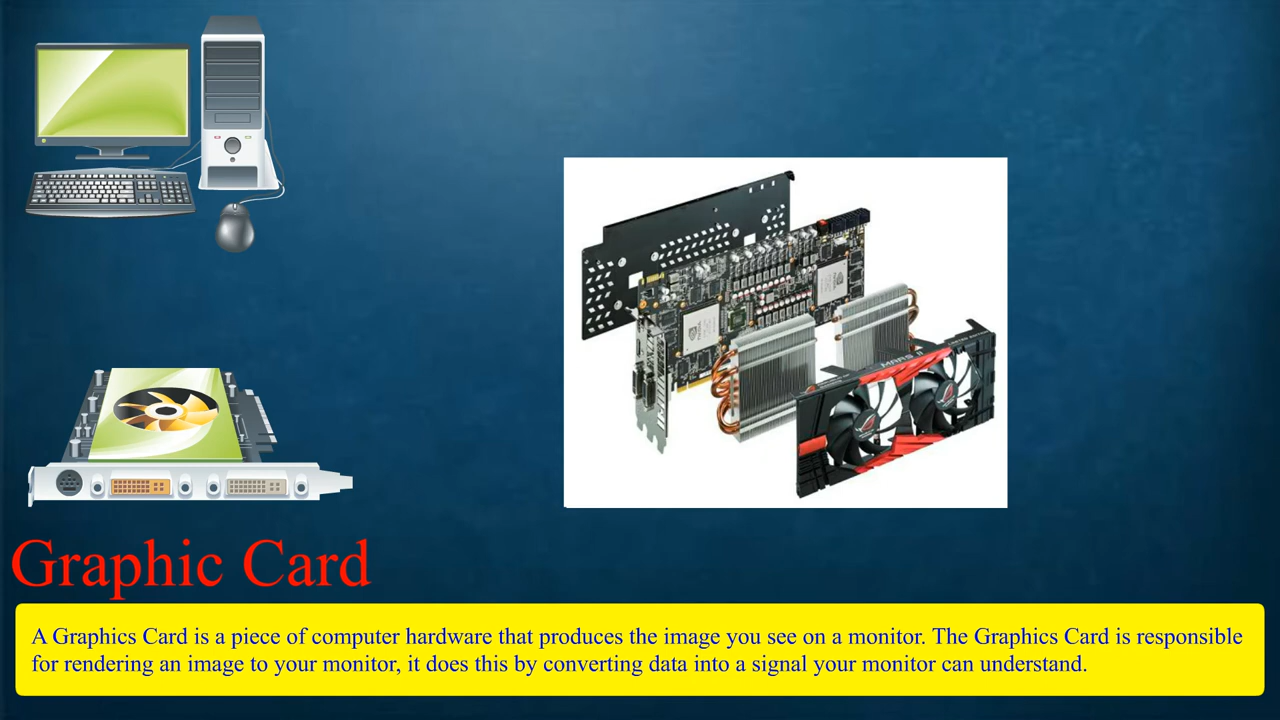 MARS II
Graphic Card
A Graphics Card is a piece of computer hardware that produces the image you see on a monitor. The Graphics Card is responsible
for rendering an image to your monitor, it does this by converting data into a signal your monitor can understand.